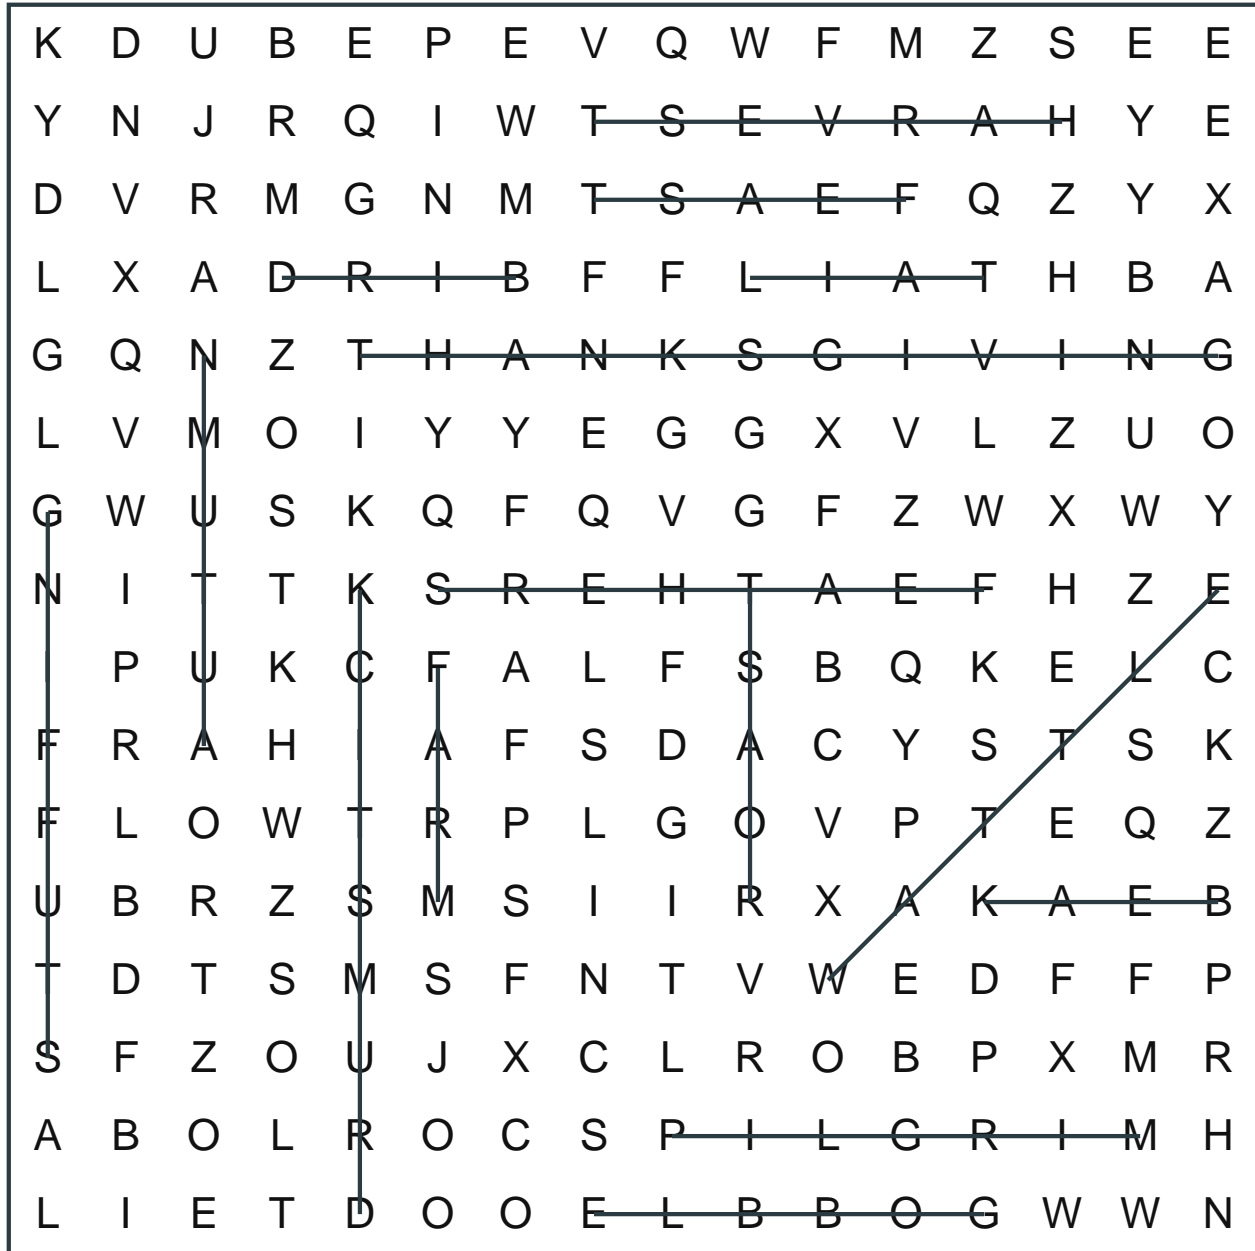 K D U B E P E V Q W F M Z S E E
Y N J R Q I W T S E V R A H Y E
D V R M G N M T S A E F Q Z Y X
L X A D R I B F F L I A T H B A
G Q N Z T H A N K S G I V I N G
L V M O I Y Y E G G X V L Z U O
G W U S K Q F Q V G F Z W X W Y
N I T T K S R E H T A E F H Z E
I P U K C F A L F S B Q K E L C
F R A H I A F S D A C Y S T S K
F L O W T R P L G O V P T E Q Z
U B R Z S M S I I R X A K A E B
T D T S M S F N T V W E D F F P
S F Z O U J X C L R O B P X M R
A B O L R O C S P I L G R I M H
L I E T D O O E L B B O G W W N